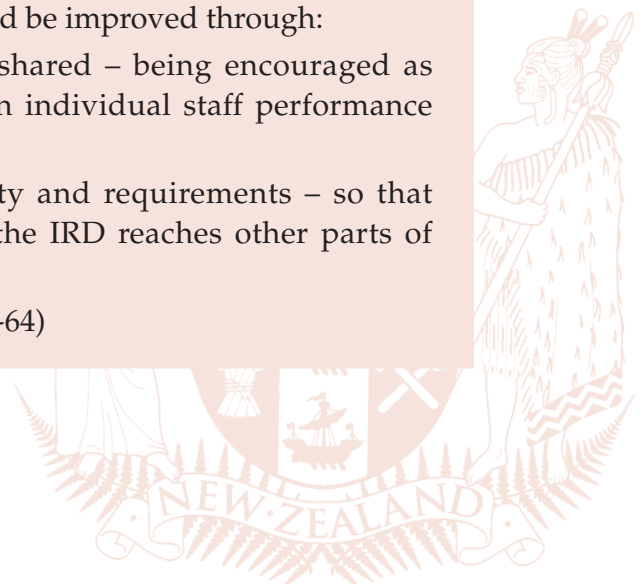 d be improved through:
shared – being encouraged as
n individual staff performance
ty and requirements – so that
the IRD reaches other parts of
-64)
NEW·ZEALAND